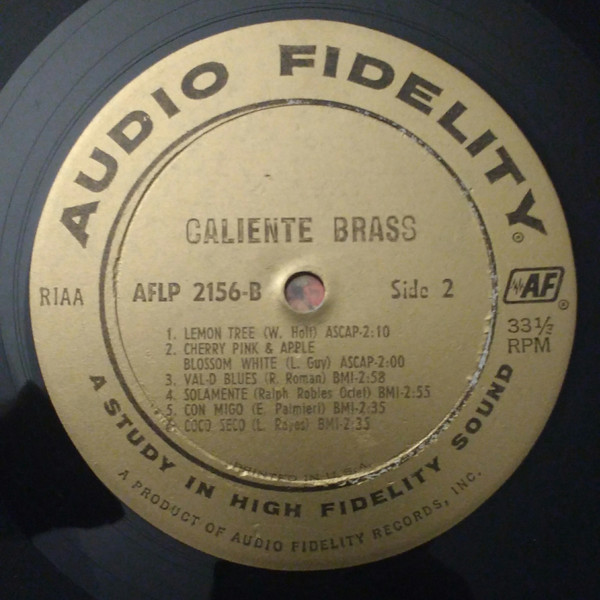 AUDIO FIDELITY®
CALIENTE BRASS
RIAA
AFLP 2156-B
Side 2
AF®
33⅓
RPM
1. LEMON TREE (W. Holt) ASCAP-2:10
2. CHERRY PINK & APPLE
BLOSSOM WHITE (L. Guy) ASCAP-2:00
3. VAL-D BLUES (R. Roman) BMI-2:58
4. SOLAMENTE (Ralph Robles Octet) BMI-2:55
5. CON MIGO (E. Palmieri) BMI-2:35
6. COCO SECO (L. Reyes) BMI-2:35
PRINTED IN U.S.A.
A STUDY IN HIGH FIDELITY SOUND
A PRODUCT OF AUDIO FIDELITY RECORDS, INC.